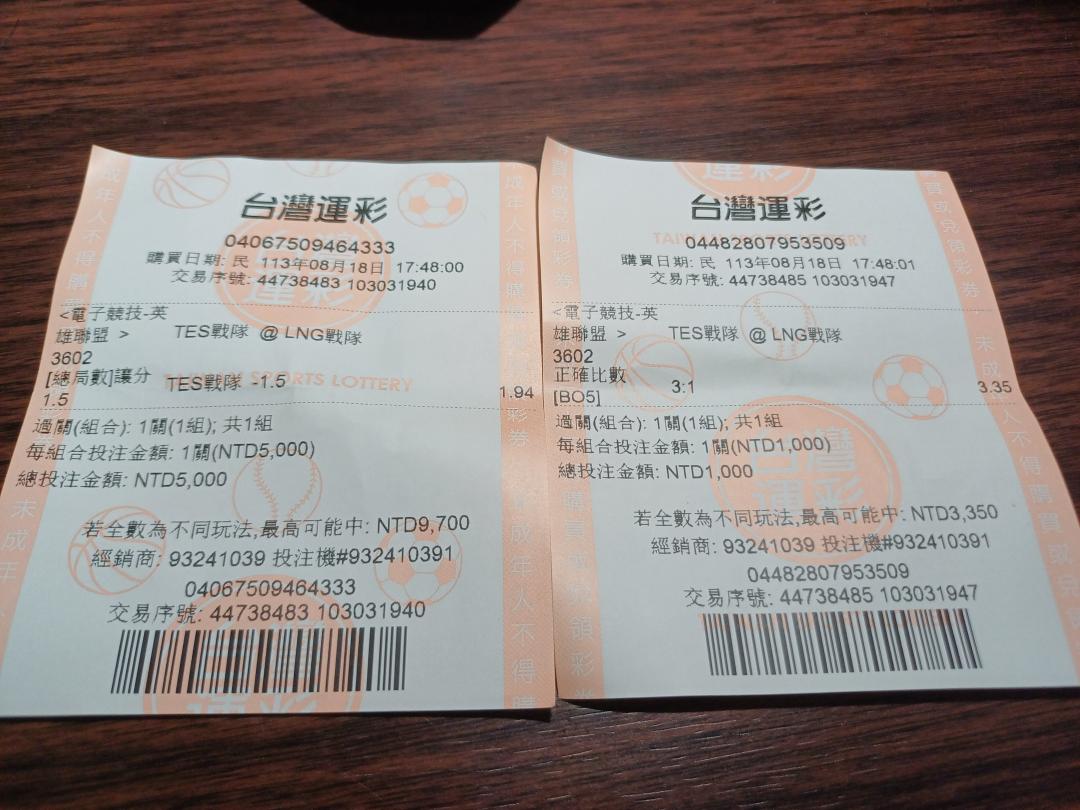 台灣運彩
04067509464333
購買日期: 民 113年08月18日 17:48:00
交易序號: 44738483 103031940
<電子競技-英
雄聯盟 > TES戰隊 @ LNG戰隊
3602
[總局數]讓分 TES戰隊 -1.5 1.94
1.5
過關(組合): 1關(1組); 共1組
每組合投注金額: 1關(NTD5,000)
總投注金額: NTD5,000
若全數為不同玩法,最高可能中: NTD9,700
經銷商: 93241039 投注機#932410391
04067509464333
交易序號: 44738483 103031940
SPORTS LOTTERY
台灣運彩
TAIWAN SPORTS LOTTERY
04482807953509
購買日期: 民 113年08月18日 17:48:01
交易序號: 44738485 103031947
<電子競技-英
雄聯盟 > TES戰隊 @ LNG戰隊
3602
正確比數 3:1 3.35
[BO5]
過關(組合): 1關(1組); 共1組
每組合投注金額: 1關(NTD1,000)
總投注金額: NTD1,000
若全數為不同玩法,最高可能中: NTD3,350
經銷商: 93241039 投注機#932410391
04482807953509
交易序號: 44738485 103031947